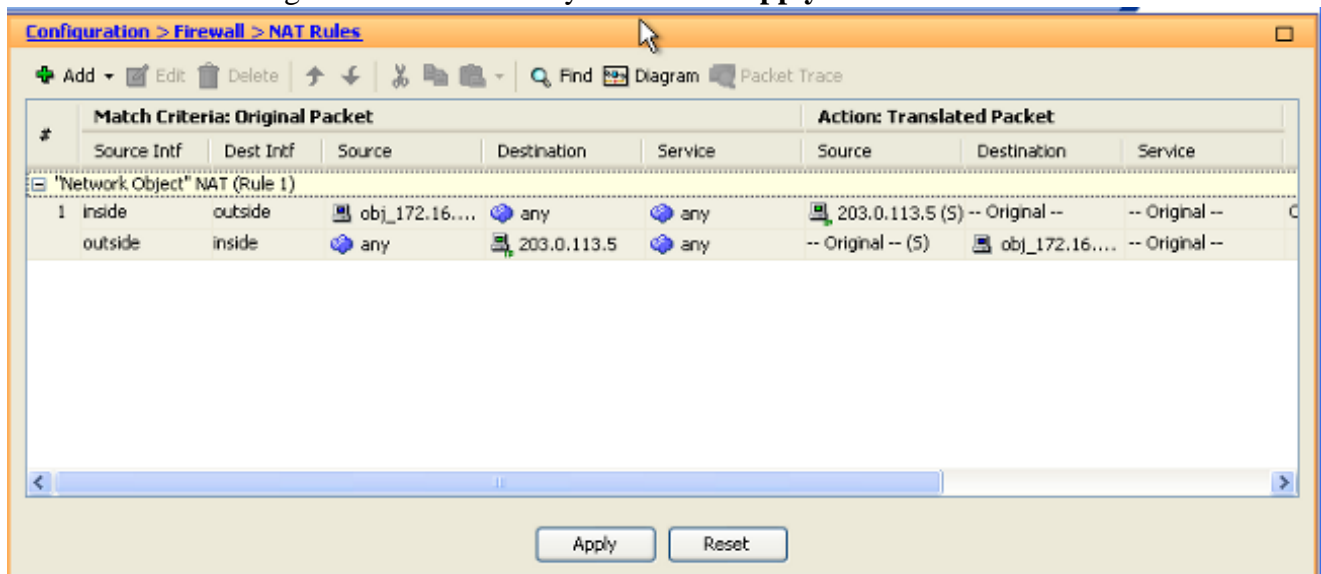 Configuration > Firewall > NAT Rules
Add Edit Delete Find Diagram Packet Trace
# Match Criteria: Original Packet Action: Translated Packet
Source Intf Dest Intf Source Destination Service Source Destination Service
"Network Object" NAT (Rule 1)
1 inside outside obj_172.16.... any any 203.0.113.5 (S) -- Original -- -- Original --
outside inside any 203.0.113.5 any -- Original -- (S) obj_172.16.... -- Original --
Apply Reset